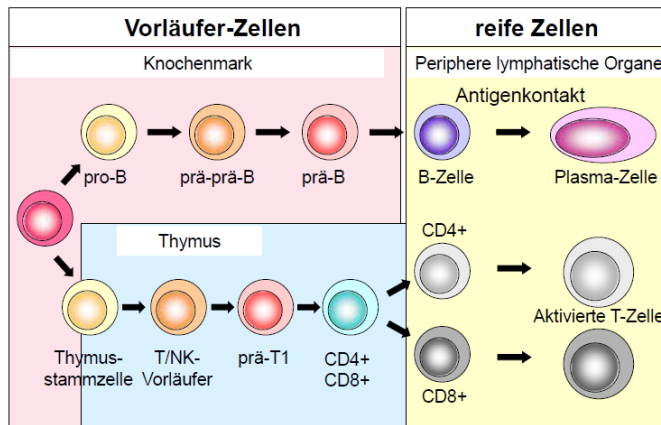 Vorläufer-Zellen
reife Zellen
Knochenmark
Periphere lymphatische Organe
Antigenkontakt
pro-B
prä-prä-B
prä-B
B-Zelle
Plasma-Zelle
Thymus
CD4+
Aktivierte T-Zelle
Thymus-
stammzelle
T/NK-
Vorläufer
prä-T1
CD4+
CD8+
CD8+